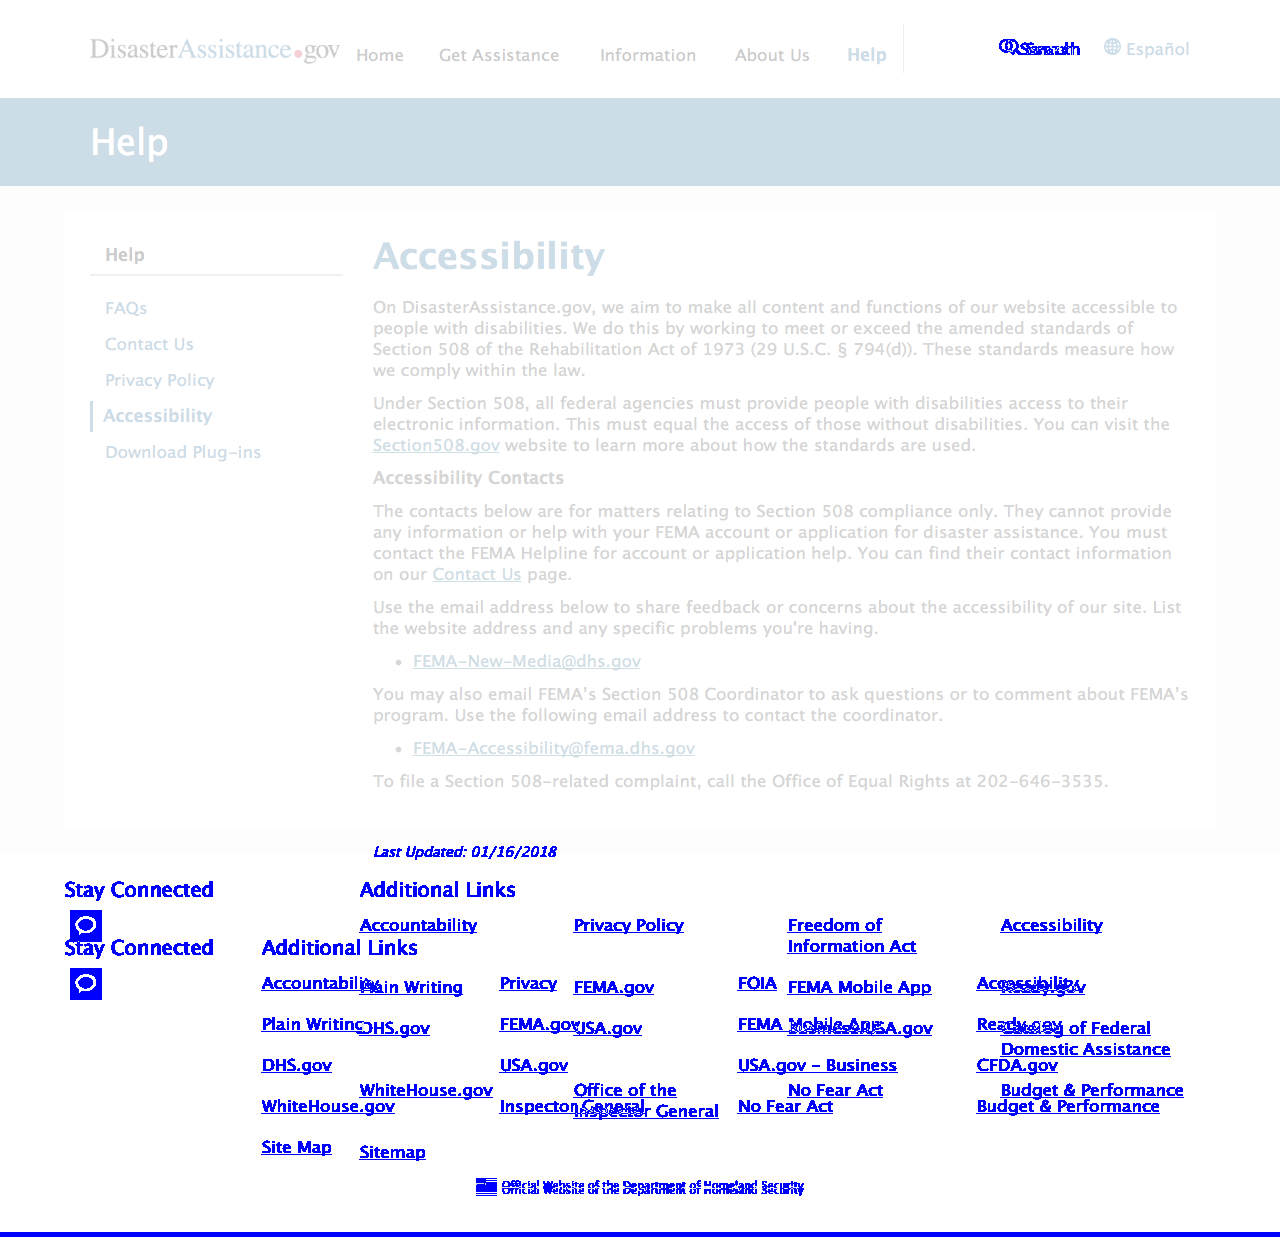 DisasterAssistance.gov Home Get Assistance Information About Us Help Search Español
Help
Help
FAQs
Contact Us
Privacy Policy
Accessibility
Download Plug-ins
Accessibility
On DisasterAssistance.gov, we aim to make all content and functions of our website accessible to
people with disabilities. We do this by working to meet or exceed the amended standards of
Section 508 of the Rehabilitation Act of 1973 (29 U.S.C. § 794(d)). These standards measure how
we comply within the law.
Under Section 508, all federal agencies must provide people with disabilities access to their
electronic information. This must equal the access of those without disabilities. You can visit the
Section508.gov website to learn more about how the standards are used.
Accessibility Contacts
The contacts below are for matters relating to Section 508 compliance only. They cannot provide
any information or help with your FEMA account or application for disaster assistance. You must
contact the FEMA Helpline for account or application help. You can find their contact information
on our Contact Us page.
Use the email address below to share feedback or concerns about the accessibility of our site. List
the website address and any specific problems you're having.
• FEMA-New-Media@dhs.gov
You may also email FEMA's Section 508 Coordinator to ask questions or to comment about FEMA's
program. Use the following email address to contact the coordinator.
• FEMA-Accessibility@fema.dhs.gov
To file a Section 508-related complaint, call the Office of Equal Rights at 202-646-3535.
Last Updated: 01/16/2018
Stay Connected Additional Links
Accountability Privacy Policy Freedom of Accessibility
Information Act
Stay Connected Additional Links
Accountability Privacy FOIA Accessibility
Plain Writing FEMA.gov FEMA Mobile App Ready.gov
Plain Writing FEMA.gov FEMA Mobile App Ready.gov
DHS.gov USA.gov BusinessUSA.gov Catalog of Federal
Domestic Assistance
DHS.gov USA.gov USA.gov - Business CFDA.gov
WhiteHouse.gov Office of the No Fear Act Budget & Performance
Inspector General
WhiteHouse.gov Inspector General No Fear Act Budget & Performance
Site Map
Sitemap
Official Website of the Department of Homeland Security